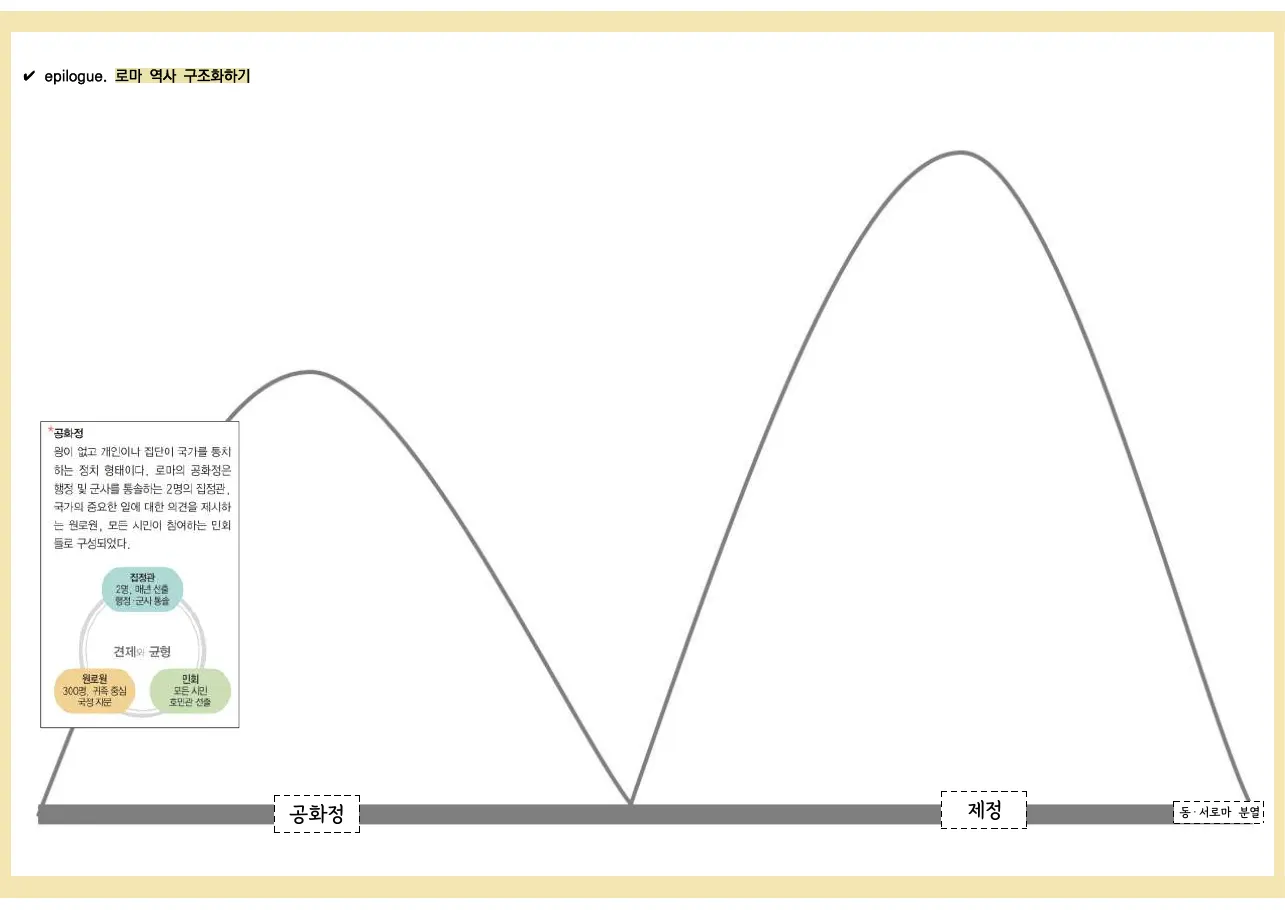 ✔ epilogue. 로마 역사 구조화하기
*공화정
왕이 없고 개인이나 집단이 국가를 통치
하는 정치 형태이다. 로마의 공화정은
행정 및 군사를 통솔하는 2명의 집정관,
국가의 중요한 일에 대한 의견을 제시하
는 원로원, 모든 시민이 참여하는 민회
들로 구성되었다.
집정관
2명, 매년 선출
행정·군사 통솔
견제와 균형
원로원
300명, 귀족 중심
국정 자문
민회
모든 시민
호민관 선출
공화정
제정
동·서로마 분열